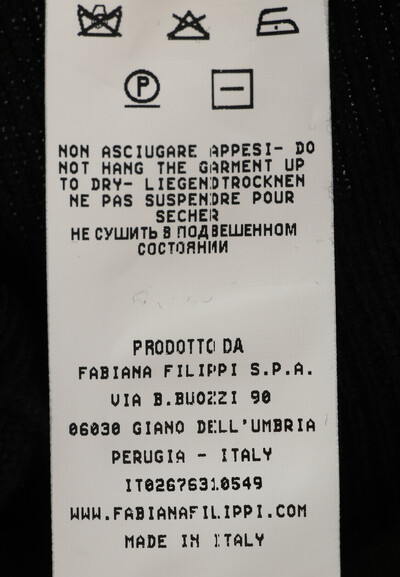 P
NON ASCIUGARE APPESI- DO
NOT HANG THE GARMENT UP
TO DRY- LIEGENDTROCKNEN
NE PAS SUSPENDRE POUR
SECHER
НЕ СУШИТЬ В ПОДВЕШЕННОМ
СОСТОЯНИИ
PRODOTTO DA
FABIANA FILIPPI S.P.A.
VIA B.BUOZZI 90
06030 GIANO DELL'UMBRIA
PERUGIA - ITALY
IT02676310549
WWW.FABIANAFILIPPI.COM
MADE IN ITALY